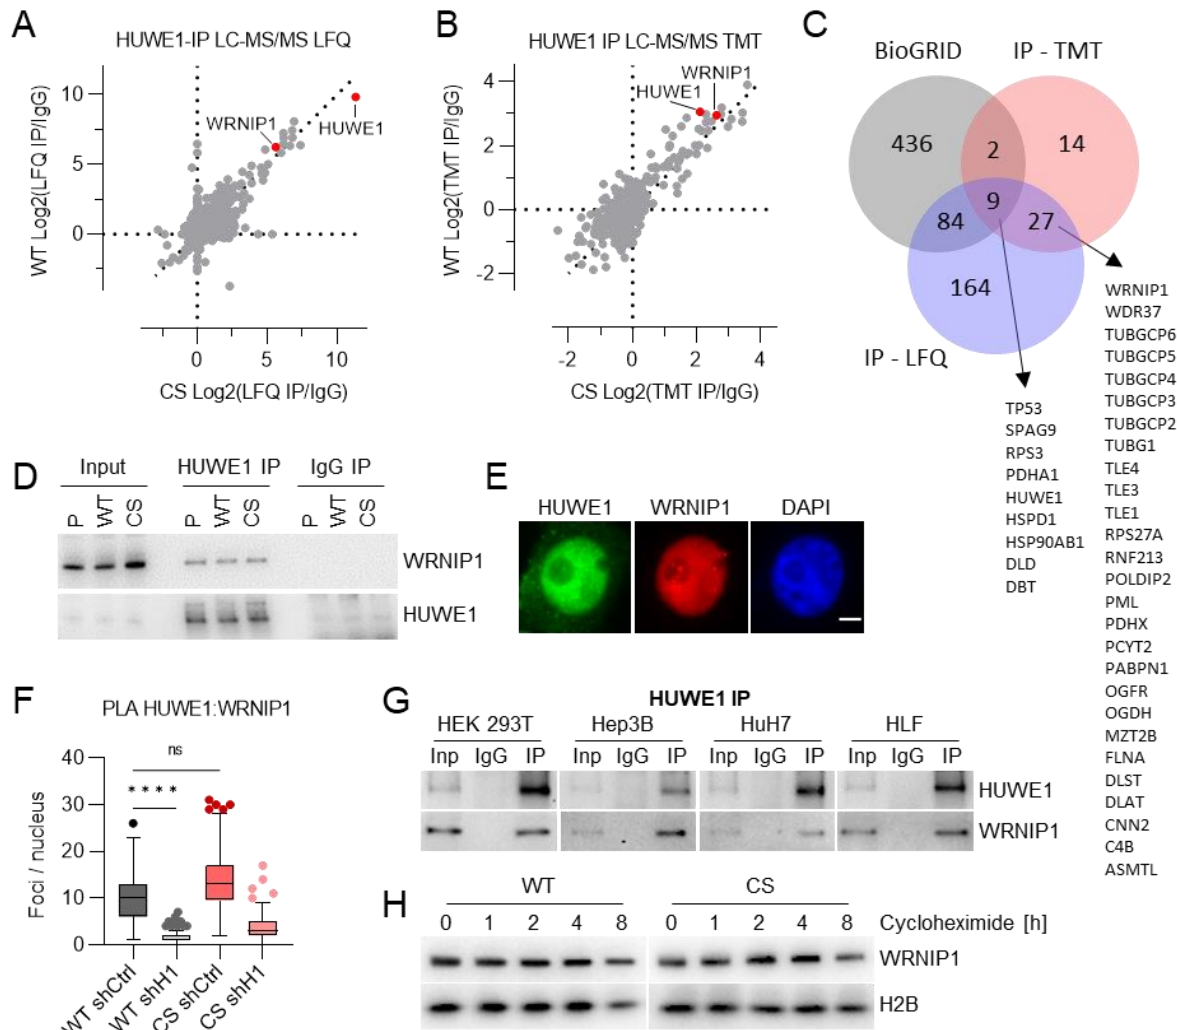 A
HUWE1-IP LC-MS/MS LFQ
10
5
0
WT Log2(LFQ IP/IgG)
WRNIP1
HUWE1
0
5
10
CS Log2(LFQ IP/IgG)
B
HUWE1 IP LC-MS/MS TMT
4
2
0
-2
WT Log2(TMT IP/IgG)
WRNIP1
HUWE1
-2
0
2
4
CS Log2(TMT IP/IgG)
C
BioGRID
IP - TMT
436
2
14
9
84
27
164
IP - LFQ
TP53
SPAG9
RPS3
PDHA1
HUWE1
HSPD1
HSP90AB1
DLD
DBT
WRNIP1
WDR37
TUBGCP6
TUBGCP5
TUBGCP4
TUBGCP3
TUBGCP2
TUBG1
TLE4
TLE3
TLE1
RPS27A
RNF213
POLDIP2
PML
PDHX
PCYT2
PABPN1
OGFR
OGDH
MZT2B
FLNA
DLST
DLAT
CNN2
C4B
ASMTL
D
Input HUWE1 IP IgG IP
P WT CS P WT CS P WT CS
WRNIP1
HUWE1
E
HUWE1 WRNIP1 DAPI
F
PLA HUWE1:WRNIP1
ns
****
40
30
20
10
0
Foci / nucleus
WT shCtrl
WT shH1
CS shCtrl
CS shH1
G
HUWE1 IP
HEK 293T Hep3B HuH7 HLF
Inp IgG IP Inp IgG IP Inp IgG IP Inp IgG IP
HUWE1
WRNIP1
H
WT CS
0 1 2 4 8 0 1 2 4 8 Cycloheximide [h]
WRNIP1
H2B